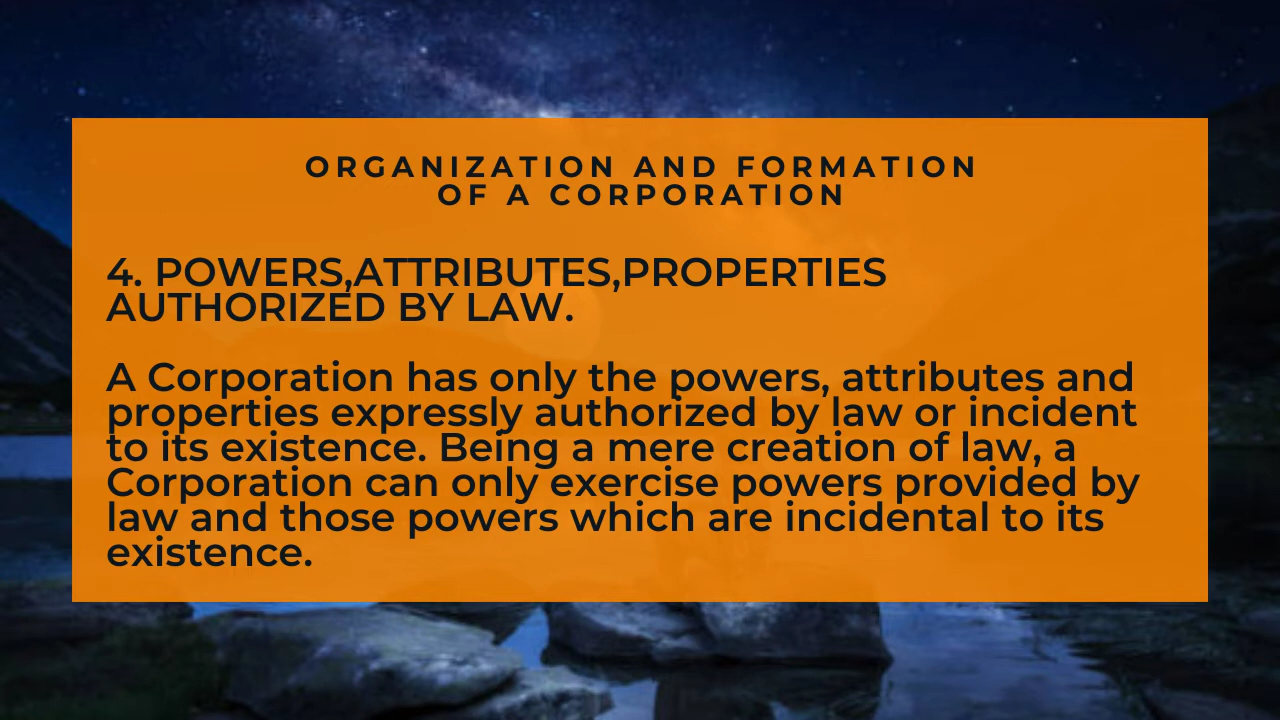 ORGANIZATION AND FORMATION
OF A CORPORATION
4. POWERS,ATTRIBUTES,PROPERTIES
AUTHORIZED BY LAW.
A Corporation has only the powers, attributes and
properties expressly authorized by law or incident
to its existence. Being a mere creation of law, a
Corporation can only exercise powers provided by
law and those powers which are incidental to its
existence.